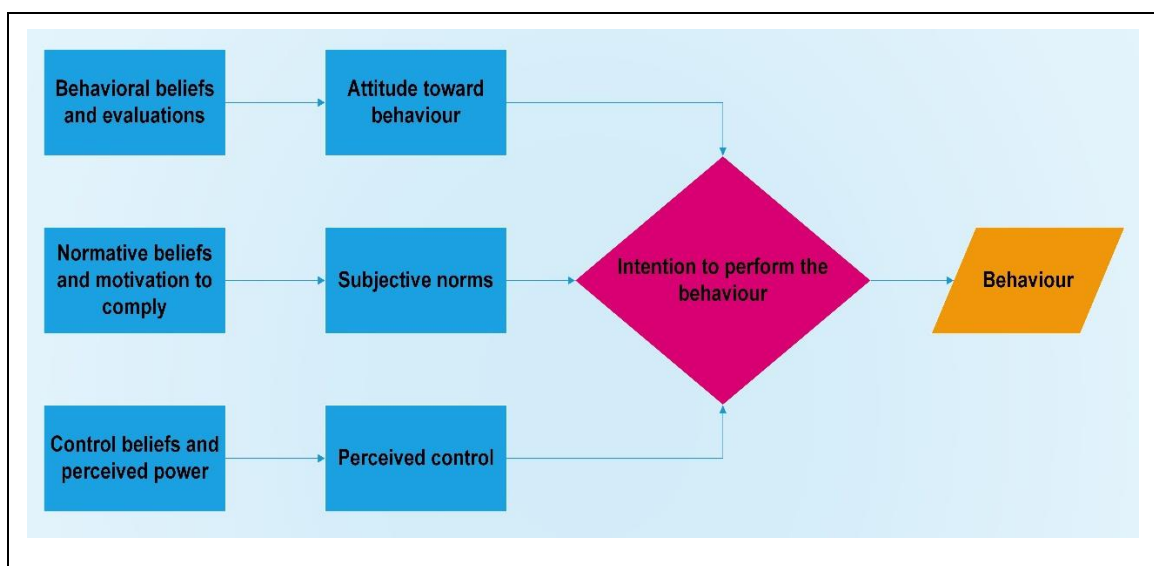 Behavioral beliefs
and evaluations
Attitude toward
behaviour
Normative beliefs
and motivation to
comply
Subjective norms
Intention to perform the
behaviour
Behaviour
Control beliefs and
perceived power
Perceived control